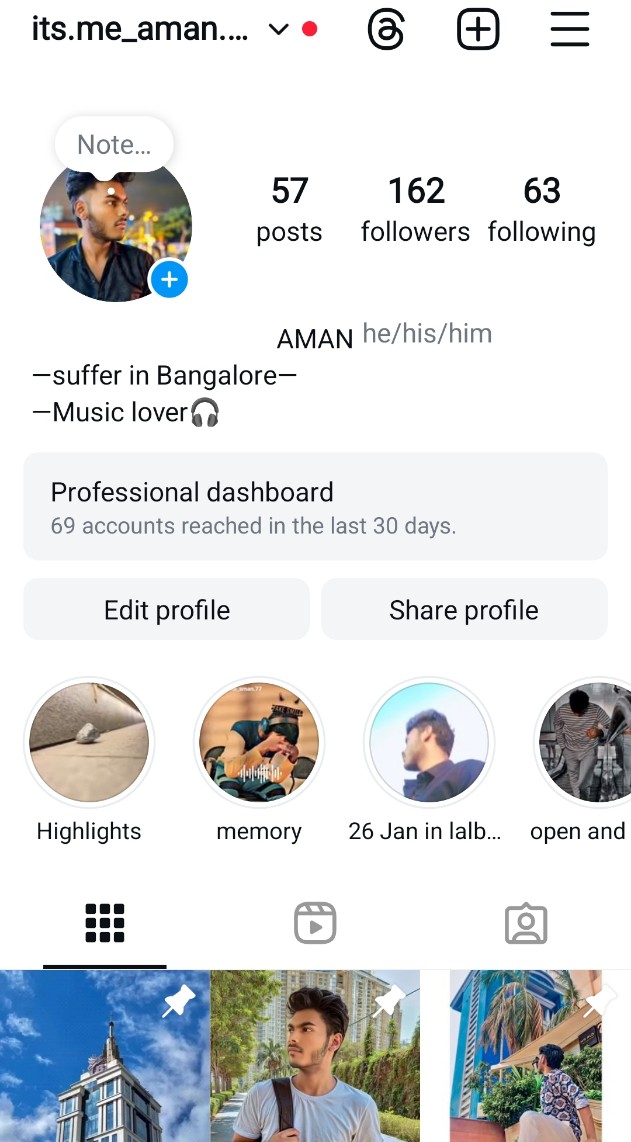 its.me_aman....
Note...
57 162 63
posts followers following
AMAN he/his/him
—suffer in Bangalore—
—Music lover🎧
Professional dashboard
69 accounts reached in the last 30 days.
Edit profile Share profile
Highlights memory 26 Jan in lalb... open and